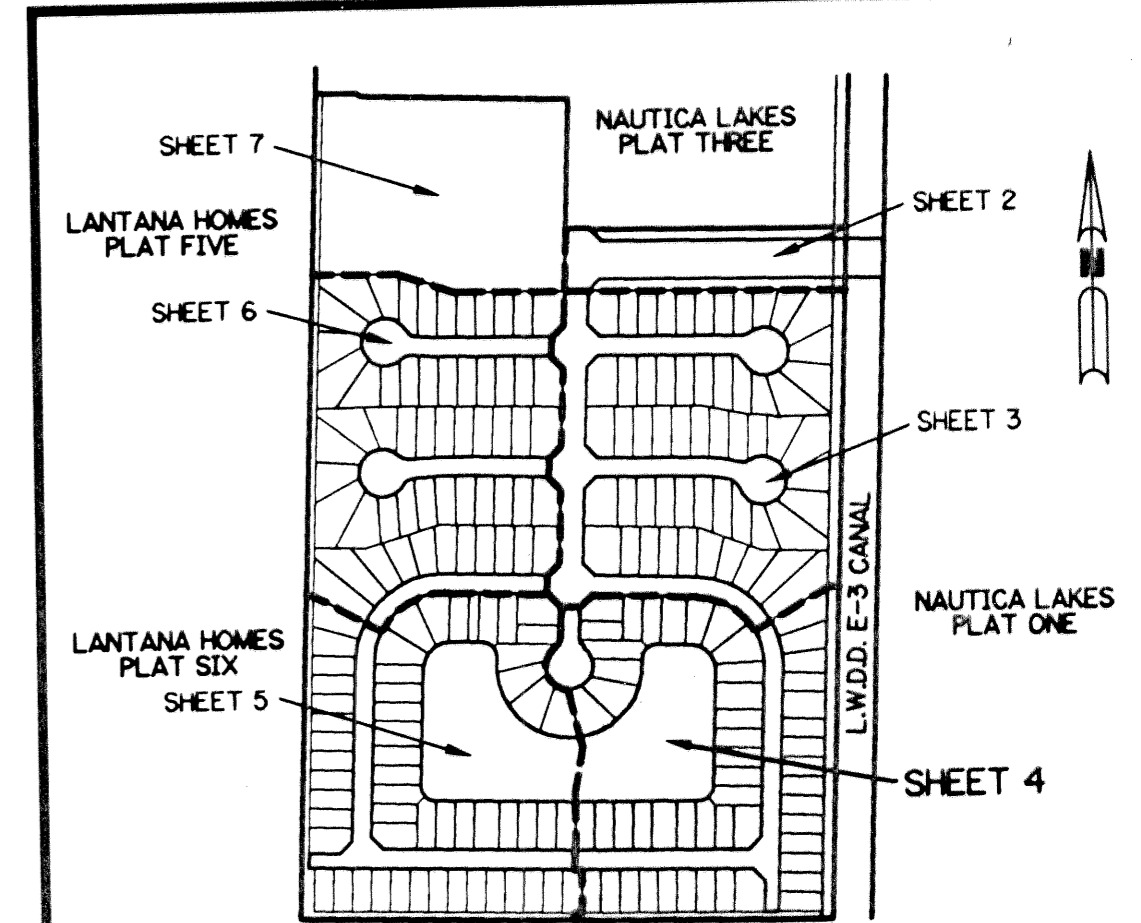 NAUTICA LAKES
PLAT THREE
SHEET 7
SHEET 2
LANTANA HOMES
PLAT FIVE
N
SHEET 6
SHEET 3
L.W.D.D. E-3 CANAL
NAUTICA LAKES
PLAT ONE
LANTANA HOMES
PLAT SIX
SHEET 5
SHEET 4